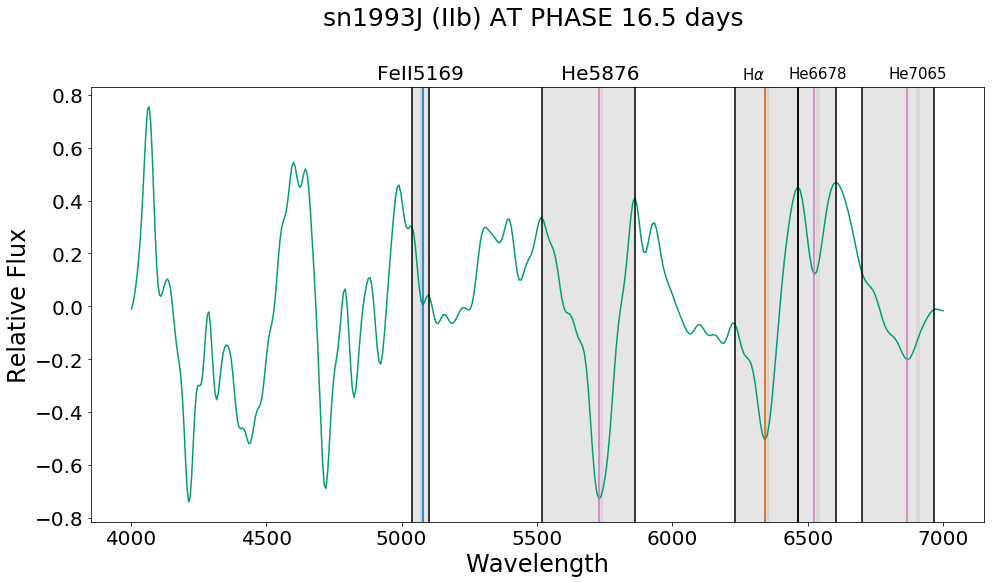 sn1993J (IIb) AT PHASE 16.5 days
FeII5169 He5876 Hα He6678 He7065
0.8
0.6
0.4
0.2
0.0
−0.2
−0.4
−0.6
−0.8
Relative Flux
4000 4500 5000 5500 6000 6500 7000
Wavelength